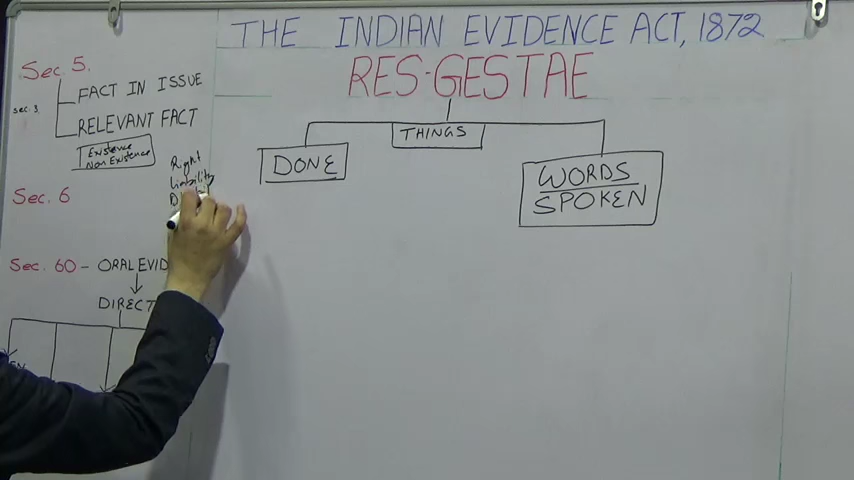 THE INDIAN EVIDENCE ACT, 1872
RES-GESTAE
THINGS
DONE
WORDS
SPOKEN
Sec. 5.
FACT IN ISSUE
Sec. 3
RELEVANT FACT
Existence
Non Existence
Right
Liability
D
Sec. 6
Sec. 60 - ORAL EVID
DIRECT